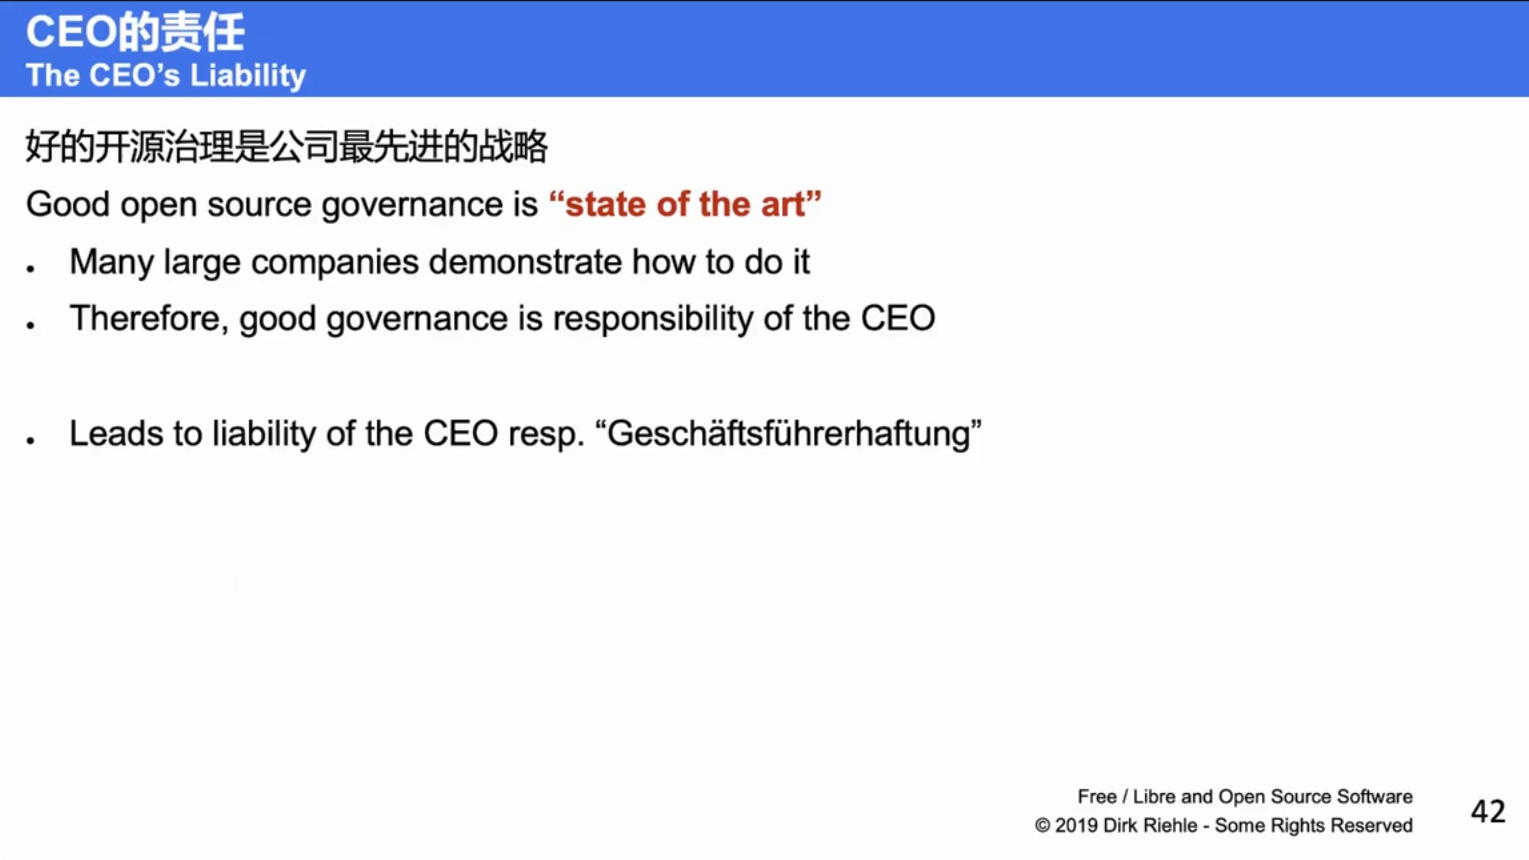 CEO的责任
The CEO’s Liability
好的开源治理是公司最先进的战略
Good open source governance is “state of the art”
• Many large companies demonstrate how to do it
• Therefore, good governance is responsibility of the CEO
• Leads to liability of the CEO resp. “Geschäftsführerhaftung”
Free / Libre and Open Source Software
© 2019 Dirk Riehle - Some Rights Reserved
42